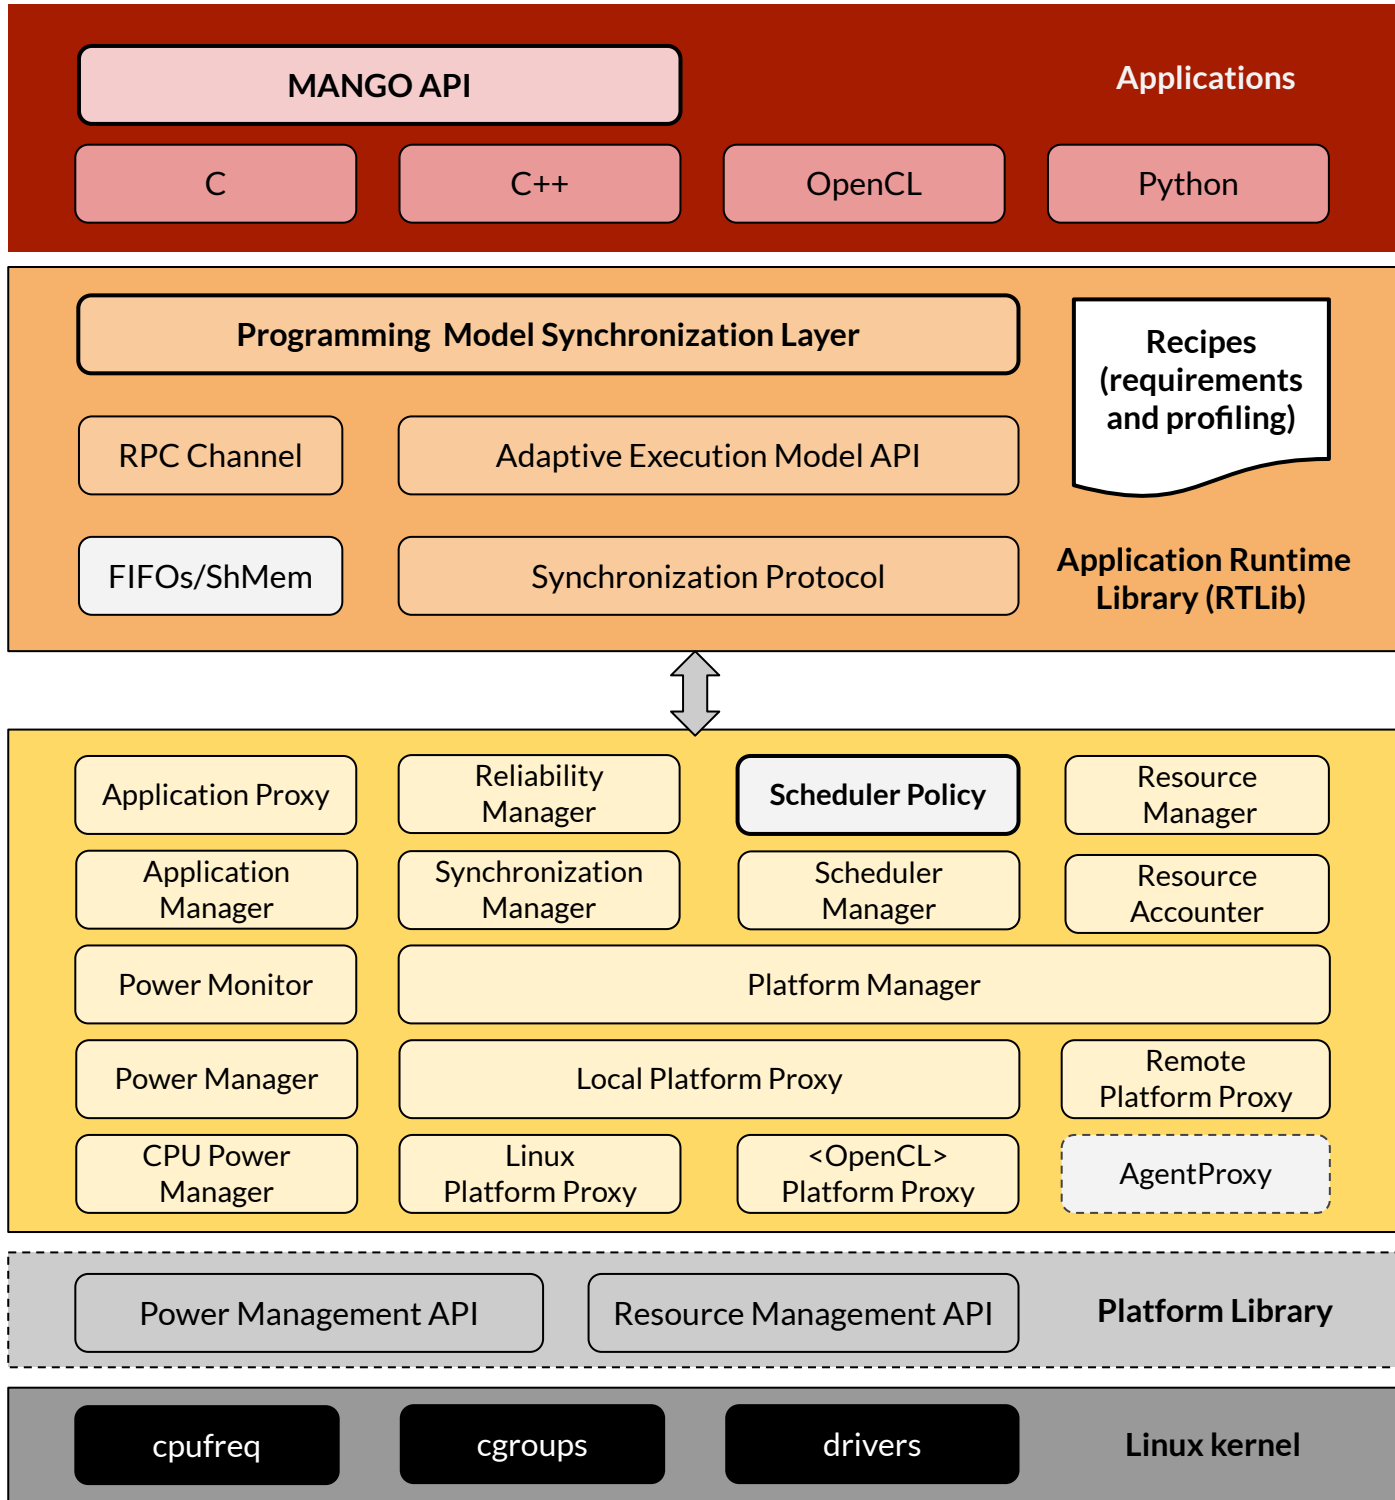 MANGO API
Applications
C
C++
OpenCL
Python
Programming Model Synchronization Layer
Recipes
(requirements
and profiling)
RPC Channel
Adaptive Execution Model API
FIFOs/ShMem
Synchronization Protocol
Application Runtime
Library (RTLib)
Application Proxy
Reliability
Manager
Scheduler Policy
Resource
Manager
Application
Manager
Synchronization
Manager
Scheduler
Manager
Resource
Accounter
Power Monitor
Platform Manager
Power Manager
Local Platform Proxy
Remote
Platform Proxy
CPU Power
Manager
Linux
Platform Proxy
<OpenCL>
Platform Proxy
AgentProxy
Power Management API
Resource Management API
Platform Library
cpufreq
cgroups
drivers
Linux kernel